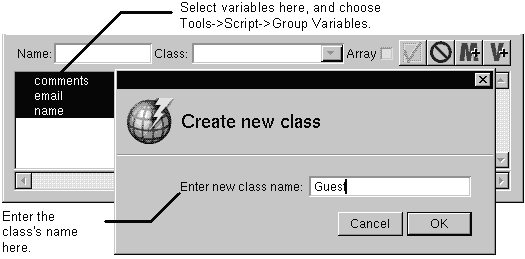 Select variables here, and choose
Tools->Script->Group Variables.
Name: Class: Array M+ V+
comments
email
name
Create new class
Enter new class name: Guest
Enter the
class's name
here.
Cancel OK